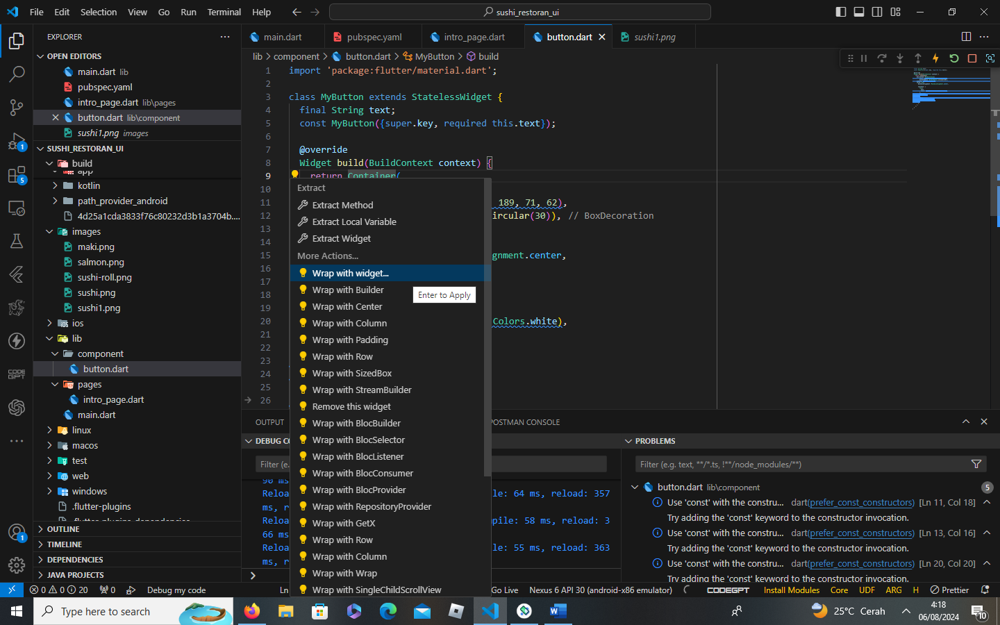 File Edit Selection View Go Run Terminal Help
sushi_restoran_ui
EXPLORER
OPEN EDITORS
main.dart lib
pubspec.yaml
intro_page.dart lib\pages
button.dart lib\component
sushi1.png images
SUSHI_RESTORAN_UI
build
app
kotlin
path_provider_android
4d25a1cda3833f76c80232d3b1a3704b....
images
maki.png
salmon.png
sushi-roll.png
sushi.png
sushi1.png
ios
lib
component
button.dart
pages
intro_page.dart
main.dart
linux
macos
test
web
windows
.flutter-plugins
.flutter-plugins-dependencies
OUTLINE
TIMELINE
DEPENDENCIES
JAVA PROJECTS
main.dart pubspec.yaml intro_page.dart button.dart sushi1.png
lib > component > button.dart > MyButton > build
1 import 'package:flutter/material.dart';
2
3 class MyButton extends StatelessWidget {
4 final String text;
5 const MyButton({super.key, required this.text});
6
7 @override
8 Widget build(BuildContext context) {
9 return Container(
10
11 189, 71, 62),
12 ircular(30)), // BoxDecoration
13
14
15 gnment.center,
16
17
18
19
20 Colors.white),
21
22
23
24
25
26
Extract
Extract Method
Extract Local Variable
Extract Widget
More Actions...
Wrap with widget...
Enter to Apply
Wrap with Builder
Wrap with Center
Wrap with Column
Wrap with Padding
Wrap with Row
Wrap with SizedBox
Wrap with StreamBuilder
Remove this widget
Wrap with BlocBuilder
Wrap with BlocSelector
Wrap with BlocListener
Wrap with BlocConsumer
Wrap with BlocProvider
Wrap with RepositoryProvider
Wrap with GetX
Wrap with Row
Wrap with Column
Wrap with Wrap
Wrap with SingleChildScrollView
OUTPUT POSTMAN CONSOLE
DEBUG CO
Filter (e.
90 ms
Reloa le: 64 ms, reload: 357
ms, r
Reloa pile: 58 ms, reload: 3
66 ms
Reloa le: 55 ms, reload: 363
ms, r
PROBLEMS
Filter (e.g. text, **/*.ts, !**/node_modules/**)
button.dart lib\component 5
Use 'const' with the constru... dart(prefer_const_constructors) [Ln 11, Col 18]
Try adding the 'const' keyword to the constructor invocation.
Use 'const' with the constru... dart(prefer_const_constructors) [Ln 13, Col 16]
Try adding the 'const' keyword to the constructor invocation.
Use 'const' with the constru... dart(prefer_const_constructors) [Ln 20, Col 20]
Try adding the 'const' keyword to the constructor invocation.
1
5
CODE
GPT
1
0 0 20 0 Debug my code Ln Go Live Nexus 6 API 30 (android-x86 emulator) CODEGPT Install Modules Core UDF ARG H Prettier
Type here to search
25°C Cerah
4:18
06/08/2024
10